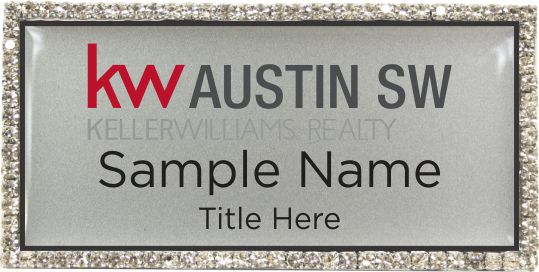 kw AUSTIN SW
KELLERWILLIAMS. REALTY
Sample Name
Title Here